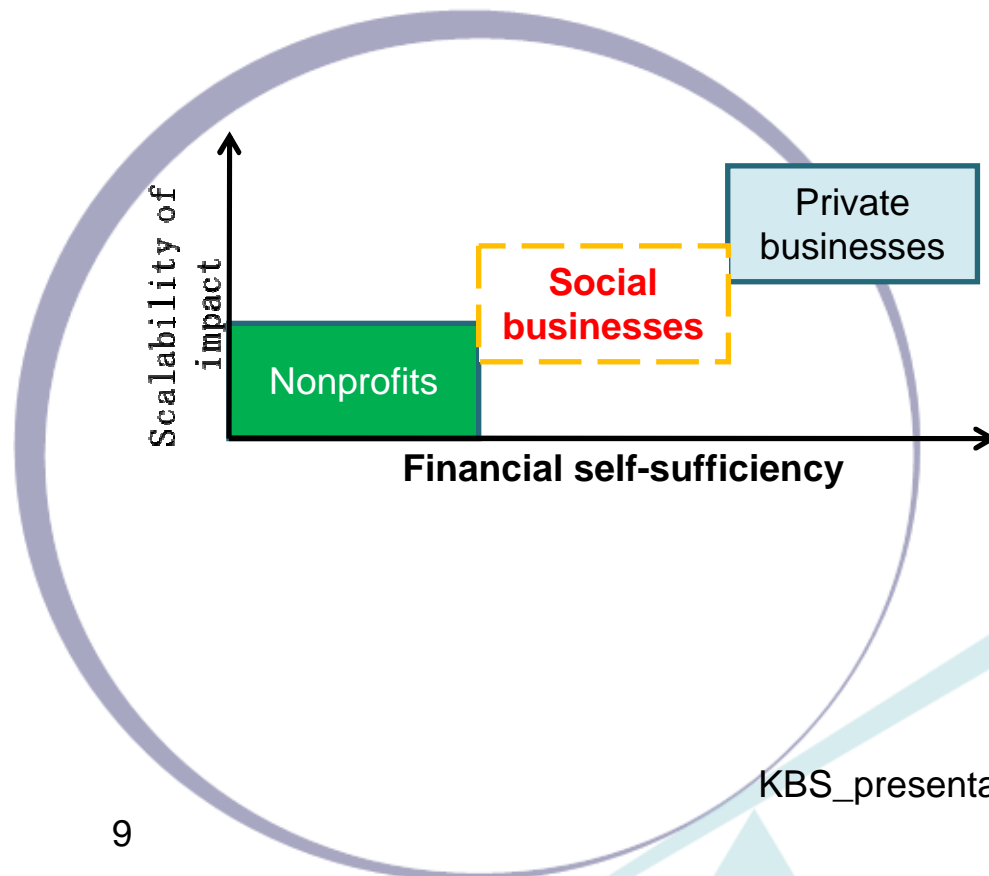 Scalability of
impact
Private
businesses
Social
businesses
Nonprofits
Financial self-sufficiency
KBS_presenta
9